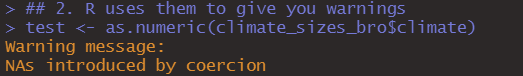 > ## 2. R uses them to give you warnings
> test <- as.numeric(climate_sizes_bro$climate)
Warning message:
NAs introduced by coercion